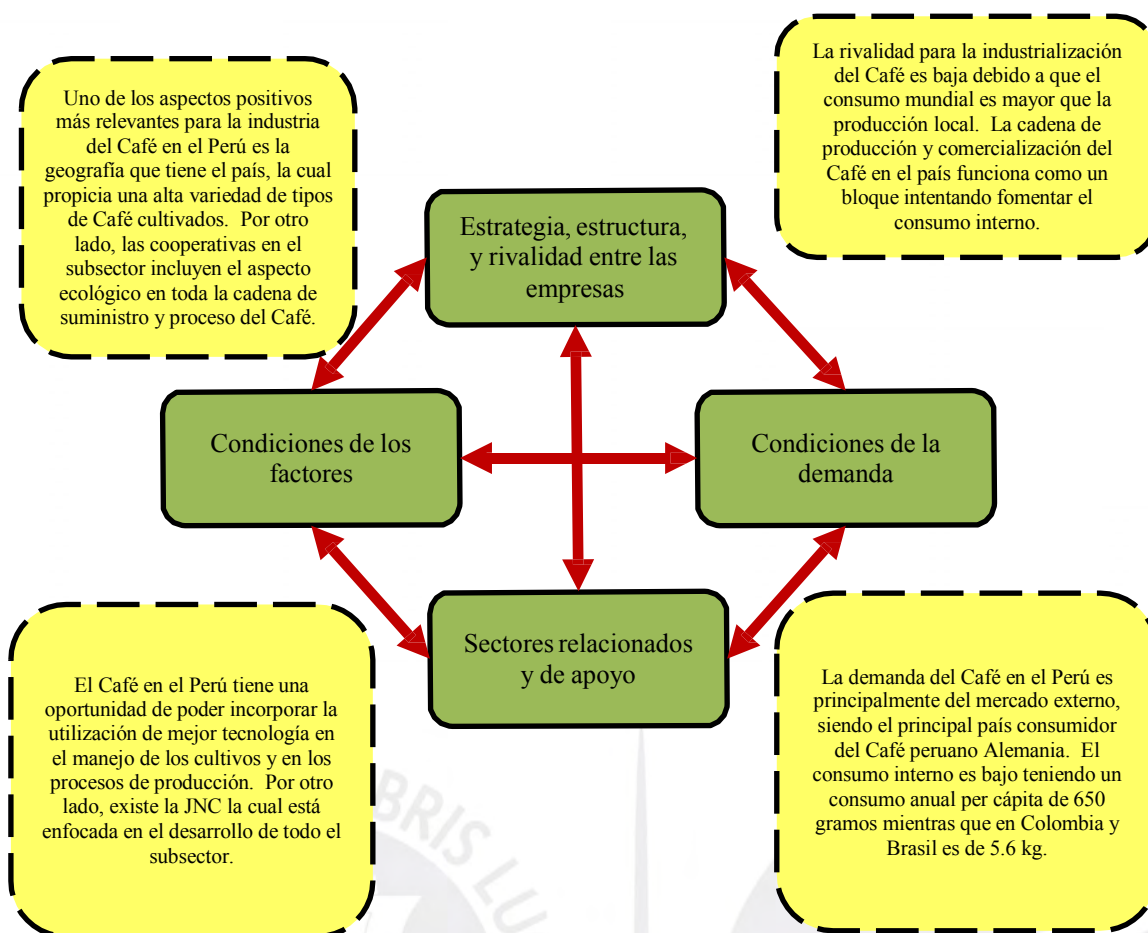 Uno de los aspectos positivos
más relevantes para la industria
del Café en el Perú es la
geografía que tiene el país, la cual
propicia una alta variedad de tipos
de Café cultivados. Por otro
lado, las cooperativas en el
subsector incluyen el aspecto
ecológico en toda la cadena de
suministro y proceso del Café.
La rivalidad para la industrialización
del Café es baja debido a que el
consumo mundial es mayor que la
producción local. La cadena de
producción y comercialización del
Café en el país funciona como un
bloque intentando fomentar el
consumo interno.
Estrategia, estructura,
y rivalidad entre las
empresas
Condiciones de los
factores
Condiciones de la
demanda
Sectores relacionados
y de apoyo
El Café en el Perú tiene una
oportunidad de poder incorporar la
utilización de mejor tecnología en
el manejo de los cultivos y en los
procesos de producción. Por otro
lado, existe la JNC la cual está
enfocada en el desarrollo de todo el
subsector.
La demanda del Café en el Perú es
principalmente del mercado externo,
siendo el principal país consumidor
del Café peruano Alemania. El
consumo interno es bajo teniendo un
consumo anual per cápita de 650
gramos mientras que en Colombia y
Brasil es de 5.6 kg.